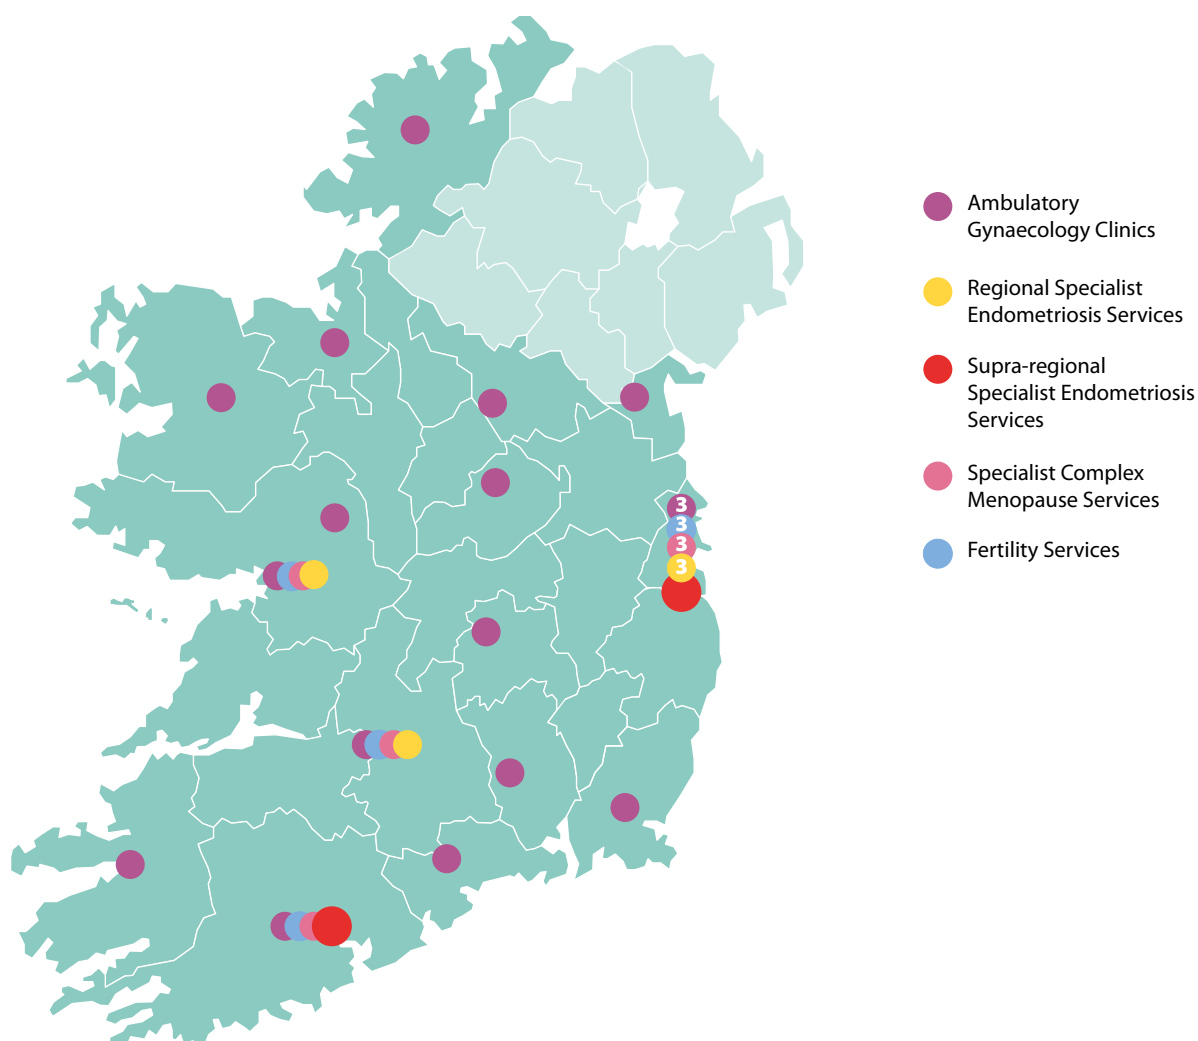 Ambulatory
Gynaecology Clinics
Regional Specialist
Endometriosis Services
Supra-regional
Specialist Endometriosis
Services
Specialist Complex
Menopause Services
Fertility Services
3
3
3
3